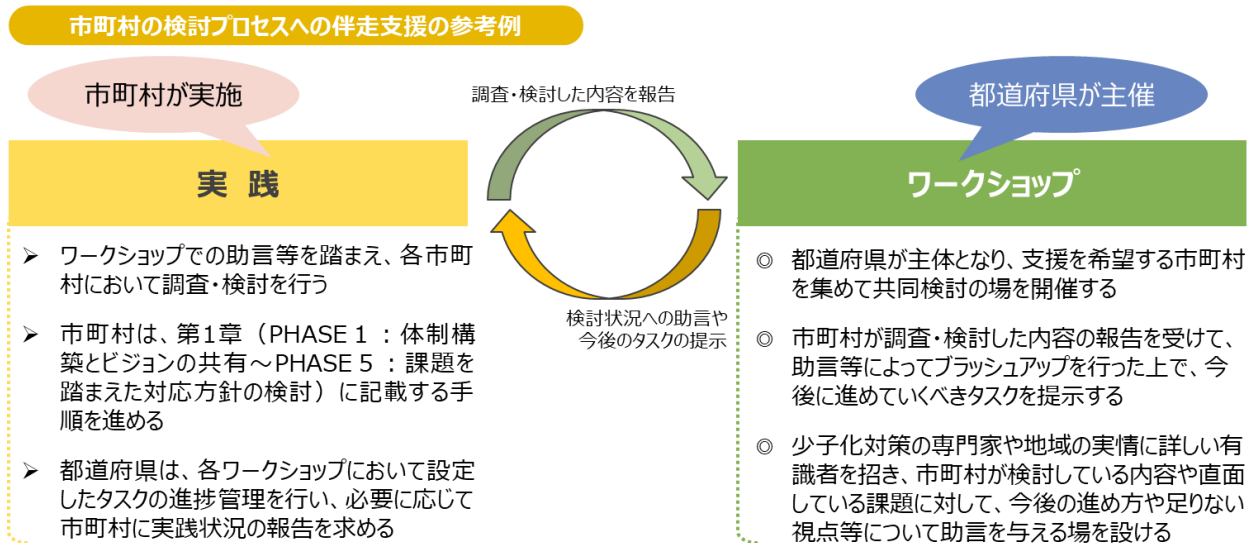 市町村の検討プロセスへの伴走支援の参考例
市町村が実施
実 践
➢ ワークショップでの助言等を踏まえ、各市町
村において調査・検討を行う
➢ 市町村は、第1章（PHASE 1：体制構
築とビジョンの共有～PHASE 5：課題を
踏まえた対応方針の検討）に記載する手
順を進める
➢ 都道府県は、各ワークショップにおいて設定
したタスクの進捗管理を行い、必要に応じて
市町村に実践状況の報告を求める
調査・検討した内容を報告
検討状況への助言や
今後のタスクの提示
都道府県が主催
ワークショップ
◎ 都道府県が主体となり、支援を希望する市町村
を集めて共同検討の場を開催する
◎ 市町村が調査・検討した内容の報告を受けて、
助言等によってブラッシュアップを行った上で、今
後に進めていくべきタスクを提示する
◎ 少子化対策の専門家や地域の実情に詳しい有
識者を招き、市町村が検討している内容や直面
している課題に対して、今後の進め方や足りない
視点等について助言を与える場を設ける